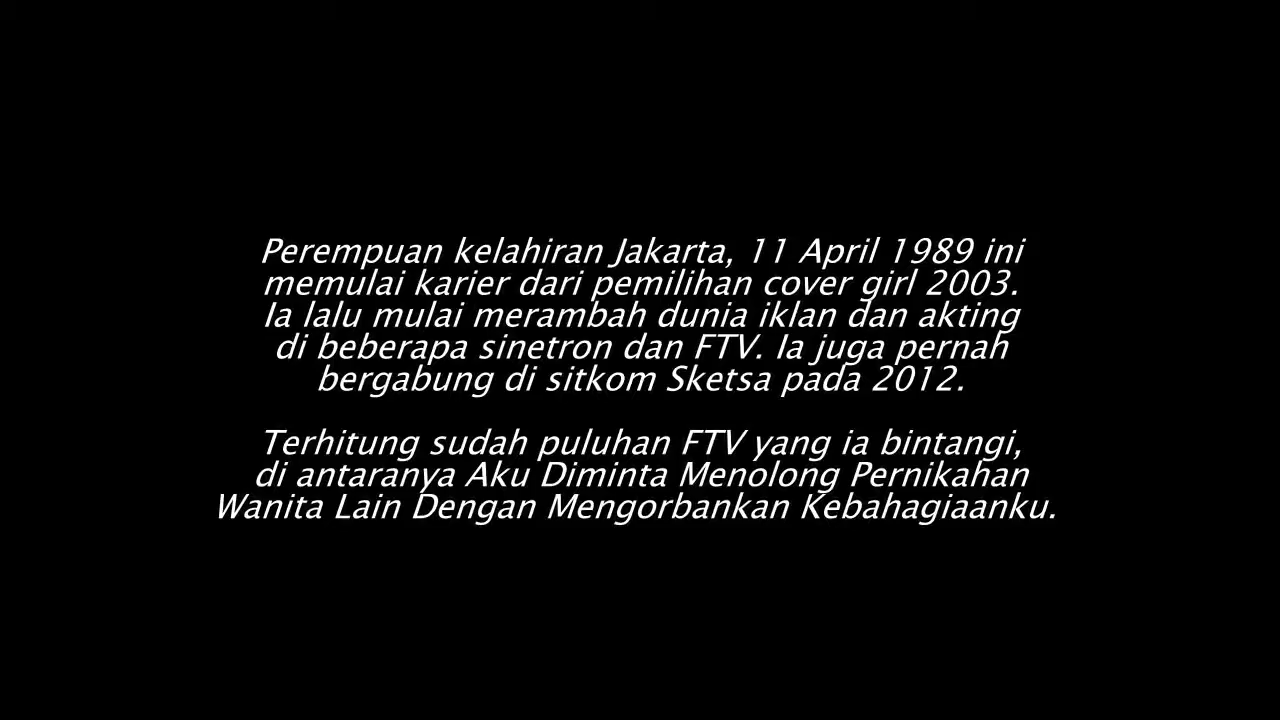 Perempuan kelahiran Jakarta, 11 April 1989 ini
memulai karier dari pemilihan cover girl 2003.
Ia lalu mulai merambah dunia iklan dan akting
di beberapa sinetron dan FTV. Ia juga pernah
bergabung di sitkom Sketsa pada 2012.
Terhitung sudah puluhan FTV yang ia bintangi,
di antaranya Aku Diminta Menolong Pernikahan
Wanita Lain Dengan Mengorbankan Kebahagiaanku.